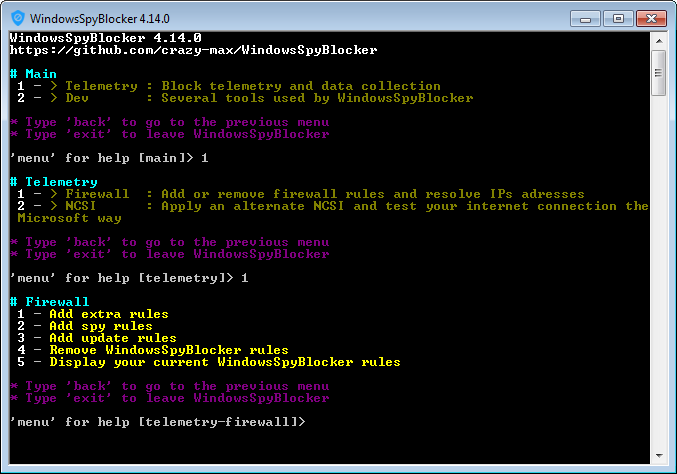 WindowsSpyBlocker 4.14.0
WindowsSpyBlocker 4.14.0
https://github.com/crazy-max/WindowsSpyBlocker
# Main
1 - > Telemetry : Block telemetry and data collection
2 - > Dev : Several tools used by WindowsSpyBlocker
* Type 'back' to go to the previous menu
* Type 'exit' to leave WindowsSpyBlocker
'menu' for help [main]> 1
# Telemetry
1 - > Firewall : Add or remove firewall rules and resolve IPs adresses
2 - > NCSI : Apply an alternate NCSI and test your internet connection the
Microsoft way
* Type 'back' to go to the previous menu
* Type 'exit' to leave WindowsSpyBlocker
'menu' for help [telemetry]> 1
# Firewall
1 - Add extra rules
2 - Add spy rules
3 - Add update rules
4 - Remove WindowsSpyBlocker rules
5 - Display your current WindowsSpyBlocker rules
* Type 'back' to go to the previous menu
* Type 'exit' to leave WindowsSpyBlocker
'menu' for help [telemetry-firewall]>